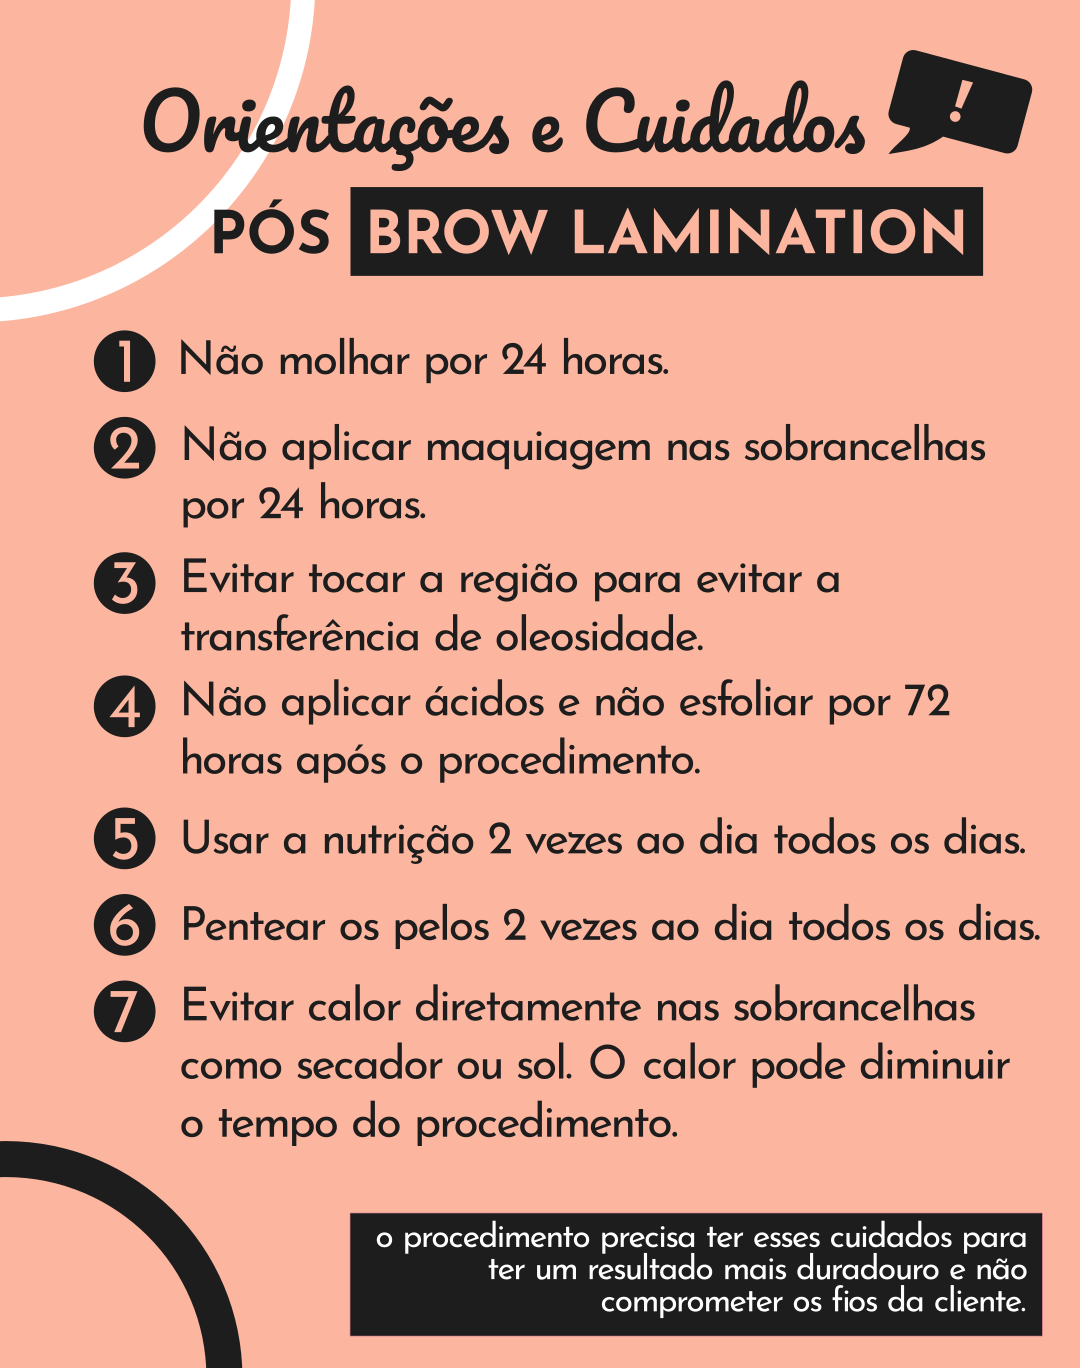 Orientações e Cuidados
!
PÓS BROW LAMINATION
1 Não molhar por 24 horas.
2 Não aplicar maquiagem nas sobrancelhas
por 24 horas.
3 Evitar tocar a região para evitar a
transferência de oleosidade.
4 Não aplicar ácidos e não esfoliar por 72
horas após o procedimento.
5 Usar a nutrição 2 vezes ao dia todos os dias.
6 Pentear os pelos 2 vezes ao dia todos os dias.
7 Evitar calor diretamente nas sobrancelhas
como secador ou sol. O calor pode diminuir
o tempo do procedimento.
o procedimento precisa ter esses cuidados para
ter um resultado mais duradouro e não
comprometer os fios da cliente.